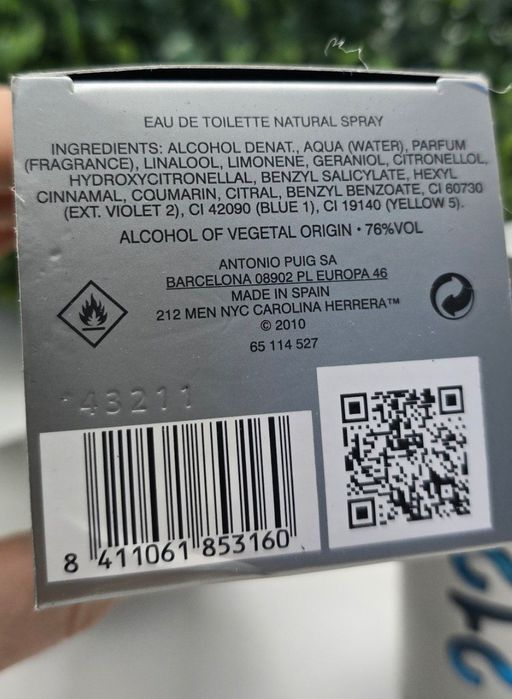 EAU DE TOILETTE NATURAL SPRAY
INGREDIENTS: ALCOHOL DENAT., AQUA (WATER), PARFUM
(FRAGRANCE), LINALOOL, LIMONENE, GERANIOL, CITRONELLOL,
HYDROXYCITRONELLAL, BENZYL SALICYLATE, HEXYL
CINNAMAL, COUMARIN, CITRAL, BENZYL BENZOATE, CI 60730
(EXT. VIOLET 2), CI 42090 (BLUE 1), CI 19140 (YELLOW 5).
ALCOHOL OF VEGETAL ORIGIN • 76%VOL
ANTONIO PUIG SA
BARCELONA 08902 PL EUROPA 46
MADE IN SPAIN
212 MEN NYC CAROLINA HERRERA™
© 2010
65 114 527
43211
8 411061 853160
212